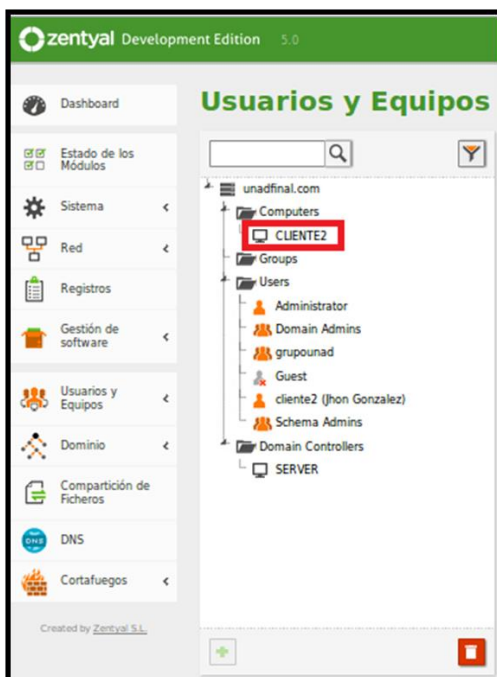 zentyal Development Edition 5.0
Dashboard
Estado de los
Módulos
Sistema
Red
Registros
Gestión de
software
Usuarios y
Equipos
Dominio
Compartición de
Ficheros
DNS
Cortafuegos
Created by Zentyal S.L.
Usuarios y Equipos
unadfinal.com
Computers
CLIENTE2
Groups
Users
Administrator
Domain Admins
grupounad
Guest
cliente2 (Jhon Gonzalez)
Schema Admins
Domain Controllers
SERVER